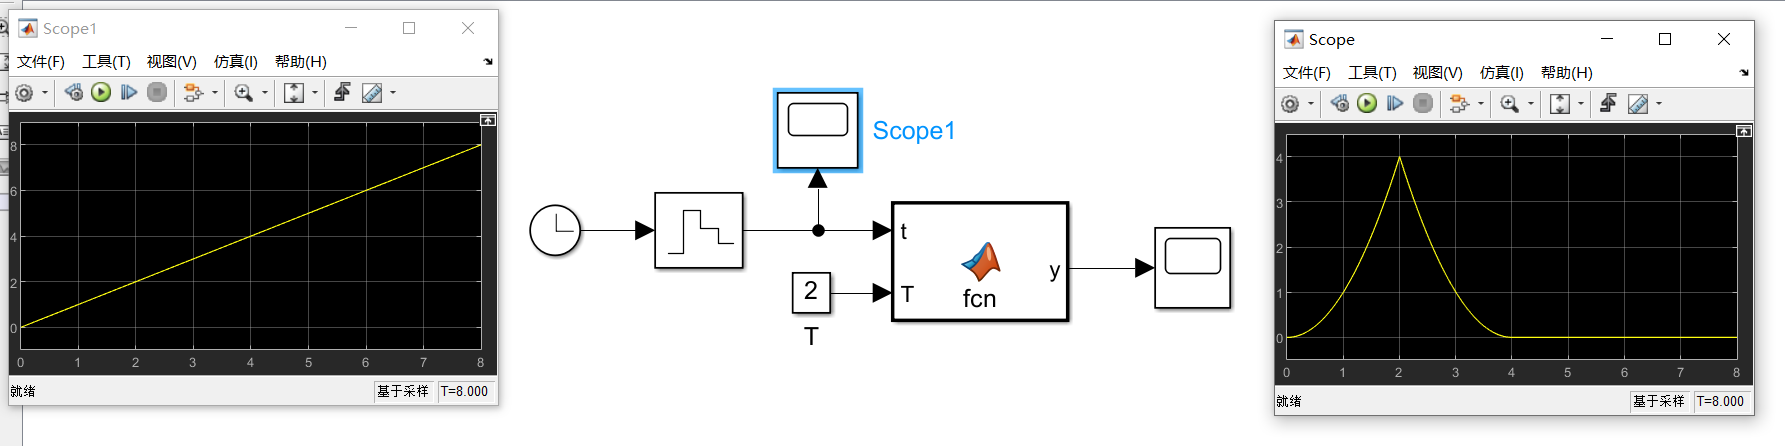 Scope1
文件(F) 工具(T) 视图(V) 仿真(I) 帮助(H)
8
6
4
2
0
0 1 2 3 4 5 6 7 8
就绪 基于采样 T=8.000
Scope1
t
2
T
y
fcn
T
Scope
文件(F) 工具(T) 视图(V) 仿真(I) 帮助(H)
4
3
2
1
0
0 1 2 3 4 5 6 7 8
就绪 基于采样 T=8.000